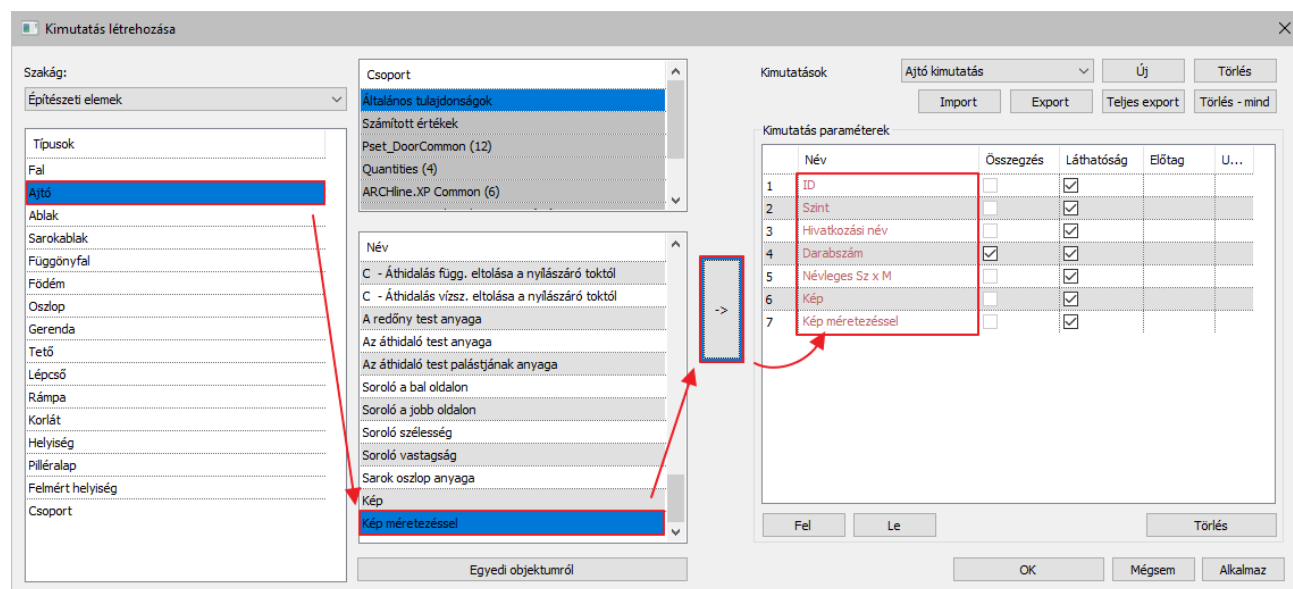 Kimutatás létrehozása
Szakág:
Építészeti elemek
Típusok
Fal
Ajtó
Ablak
Sarokablak
Függönyfal
Födém
Oszlop
Gerenda
Tető
Lépcső
Rámpa
Korlát
Helyiség
Pilléralap
Felmért helyiség
Csoport
Csoport
Általános tulajdonságok
Számított értékek
Pset_DoorCommon (12)
Quantities (4)
ARCHline.XP Common (6)
Név
C - Áthidalás függ. eltolása a nyílászáró toktól
C - Áthidalás vízsz. eltolása a nyílászáró toktól
A redőny test anyaga
Az áthidaló test anyaga
Az áthidaló test palástjának anyaga
Soroló a bal oldalon
Soroló a jobb oldalon
Soroló szélesség
Soroló vastagság
Sarok oszlop anyaga
Kép
Kép méretezéssel
Egyedi objektumról
->
Kimutatások Ajtó kimutatás Új Törlés
Import Export Teljes export Törlés - mind
Kimutatás paraméterek
Név Összegzés Láthatóság Előtag U...
1 ID
2 Szint
3 Hivatkozási név
4 Darabszám
5 Névleges Sz x M
6 Kép
7 Kép méretezéssel
Fel Le Törlés
OK Mégsem Alkalmaz